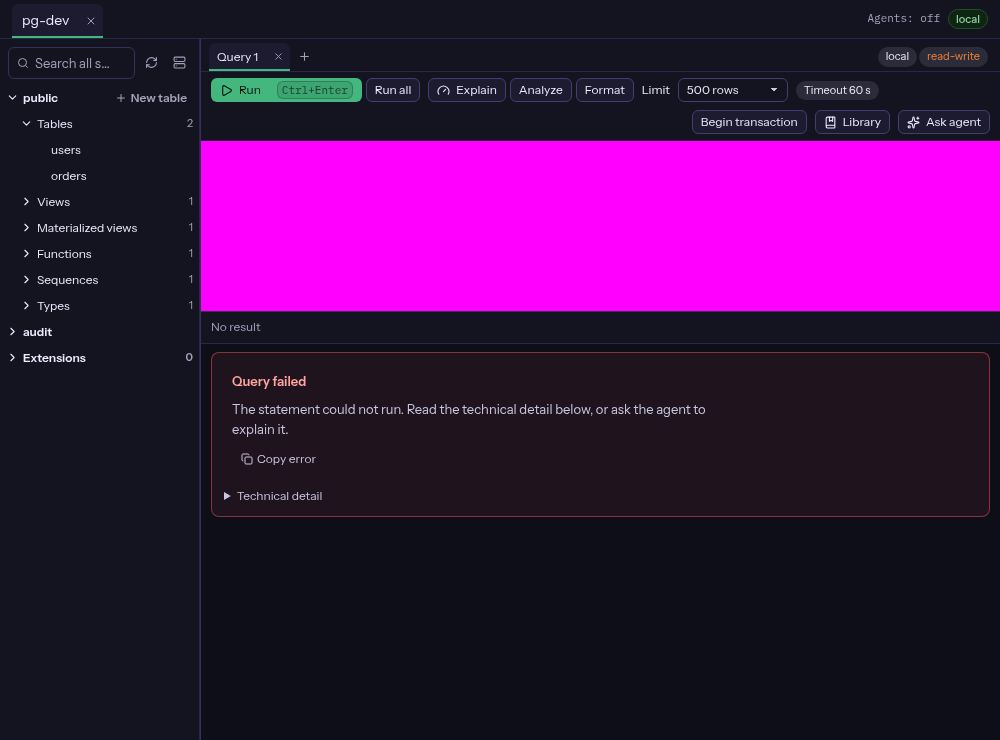 pg-dev
Agents: off local
Search all s...
Query 1
local read-write
Run Ctrl+Enter Run all Explain Analyze Format Limit 500 rows Timeout 60 s
Begin transaction Library Ask agent
public New table
Tables 2
users
orders
Views 1
Materialized views 1
Functions 1
Sequences 1
Types 1
audit
Extensions 0
No result
Query failed
The statement could not run. Read the technical detail below, or ask the agent to
explain it.
Copy error
Technical detail